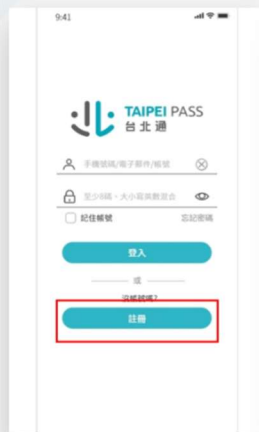 9:41
TAIPEI PASS
台北通
手機號碼/電子郵件/帳號
至少8碼，大小寫英數混合
記住帳號
忘記密碼
登入
或
沒帳號嗎?
註冊